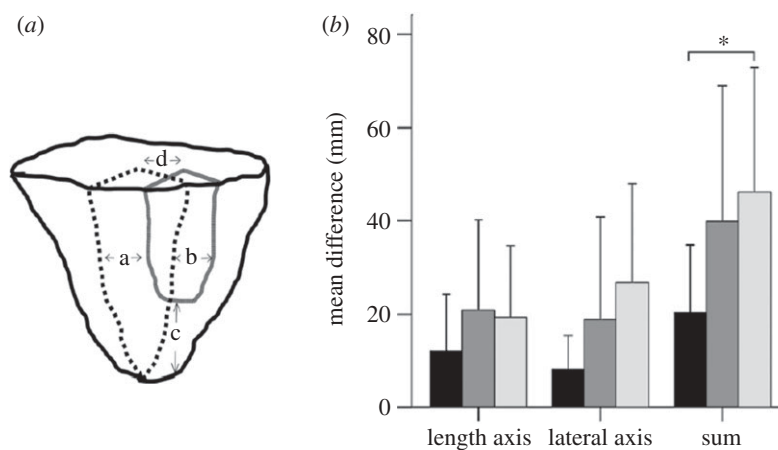 (a)
d
a
b
c
(b)
80
60
40
20
0
mean difference (mm)
*
length axis lateral axis sum